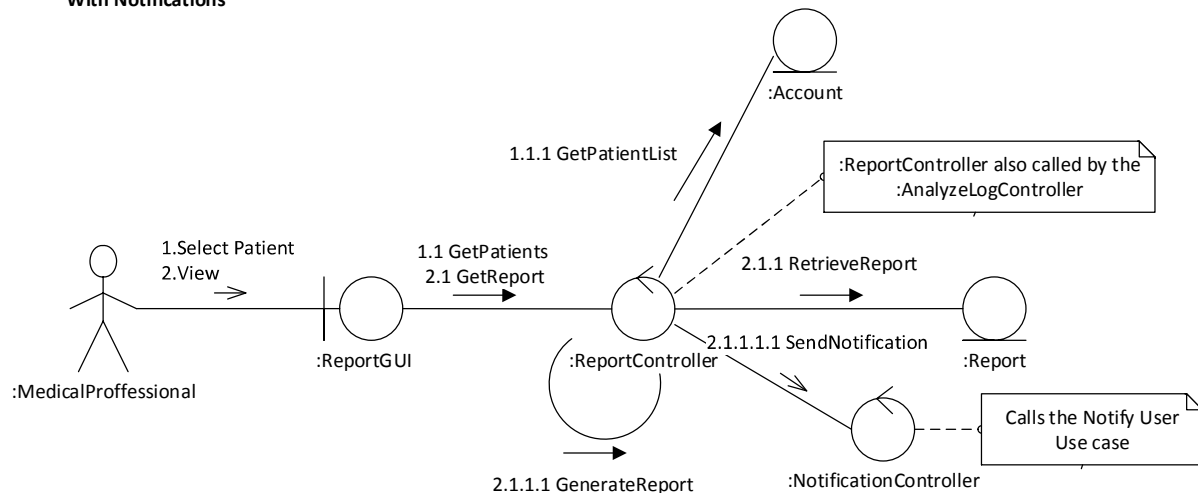 With Notifications
:Account
1.1.1 GetPatientList
:ReportController also called by the
:AnalyzeLogController
1.Select Patient
2.View
1.1 GetPatients
2.1 GetReport
2.1.1 RetrieveReport
2.1.1.1.1 SendNotification
:MedicalProffessional
:ReportGUI
:ReportController
:Report
Calls the Notify User
Use case
:NotificationController
2.1.1.1 GenerateReport